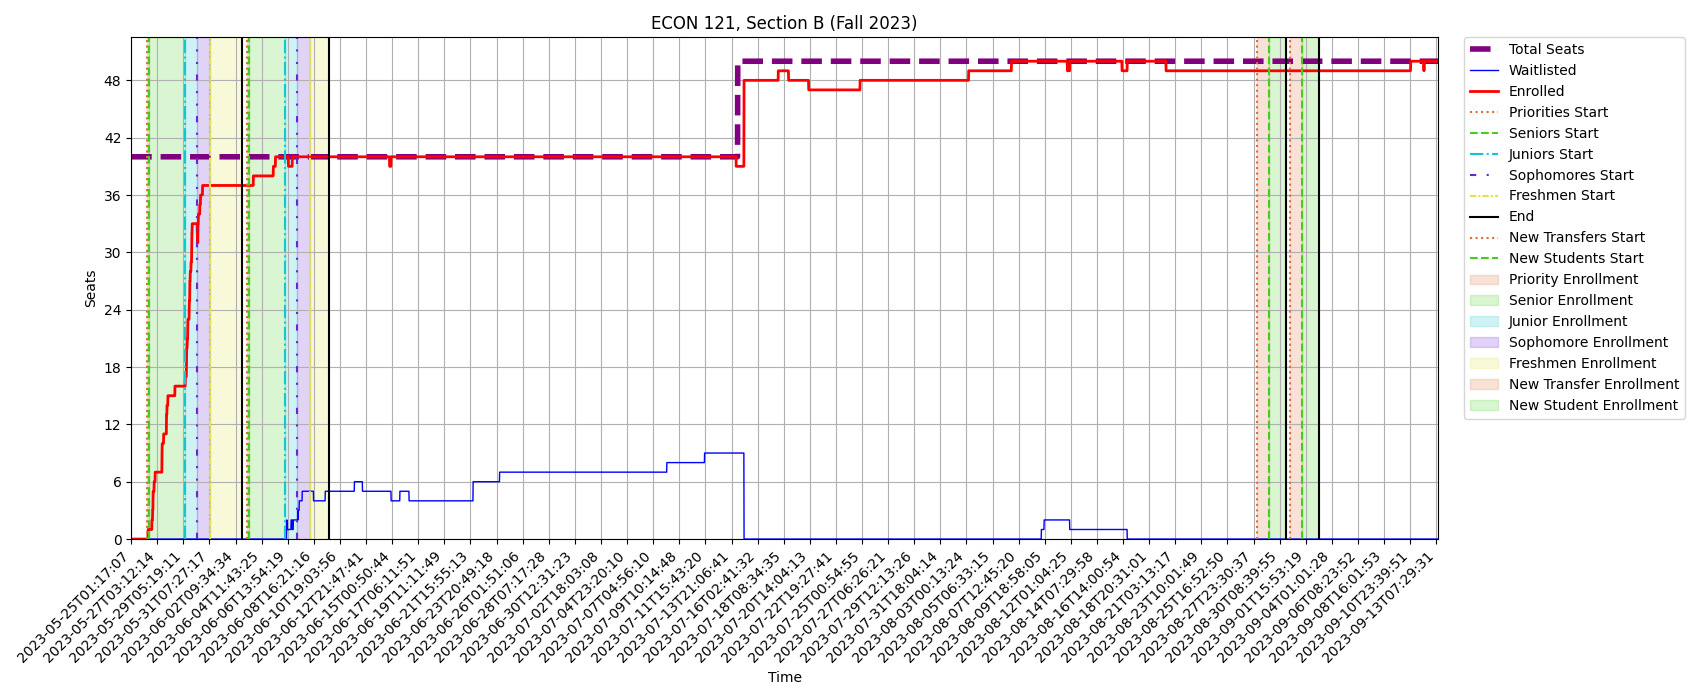 ECON 121, Section B (Fall 2023)
Seats
48
42
36
30
24
18
12
6
0
2023-05-25T01:17:07
2023-05-27T03:12:14
2023-05-29T05:19:11
2023-05-31T07:27:17
2023-06-02T09:34:34
2023-06-04T11:43:25
2023-06-06T13:54:19
2023-06-08T16:21:16
2023-06-10T19:03:56
2023-06-12T21:47:41
2023-06-15T00:50:44
2023-06-17T06:11:51
2023-06-19T11:11:49
2023-06-21T15:55:13
2023-06-23T20:49:18
2023-06-26T01:51:06
2023-06-28T07:17:28
2023-06-30T12:31:23
2023-07-02T18:03:08
2023-07-04T23:20:10
2023-07-07T04:56:10
2023-07-09T10:14:48
2023-07-11T15:43:20
2023-07-13T21:06:41
2023-07-16T02:41:32
2023-07-18T08:34:35
2023-07-20T14:04:13
2023-07-22T19:27:41
2023-07-25T00:54:55
2023-07-27T06:26:21
2023-07-29T12:13:26
2023-07-31T18:04:14
2023-08-03T00:13:24
2023-08-05T06:33:15
2023-08-07T12:45:20
2023-08-09T18:58:05
2023-08-12T01:04:25
2023-08-14T07:29:58
2023-08-16T14:00:54
2023-08-18T20:31:01
2023-08-21T03:13:17
2023-08-23T10:01:49
2023-08-25T16:52:50
2023-08-27T23:30:37
2023-08-30T08:39:55
2023-09-01T15:53:19
2023-09-04T01:01:28
2023-09-06T08:23:52
2023-09-08T16:01:53
2023-09-10T23:39:51
2023-09-13T07:29:31
Time
Total Seats
Waitlisted
Enrolled
Priorities Start
Seniors Start
Juniors Start
Sophomores Start
Freshmen Start
End
New Transfers Start
New Students Start
Priority Enrollment
Senior Enrollment
Junior Enrollment
Sophomore Enrollment
Freshmen Enrollment
New Transfer Enrollment
New Student Enrollment